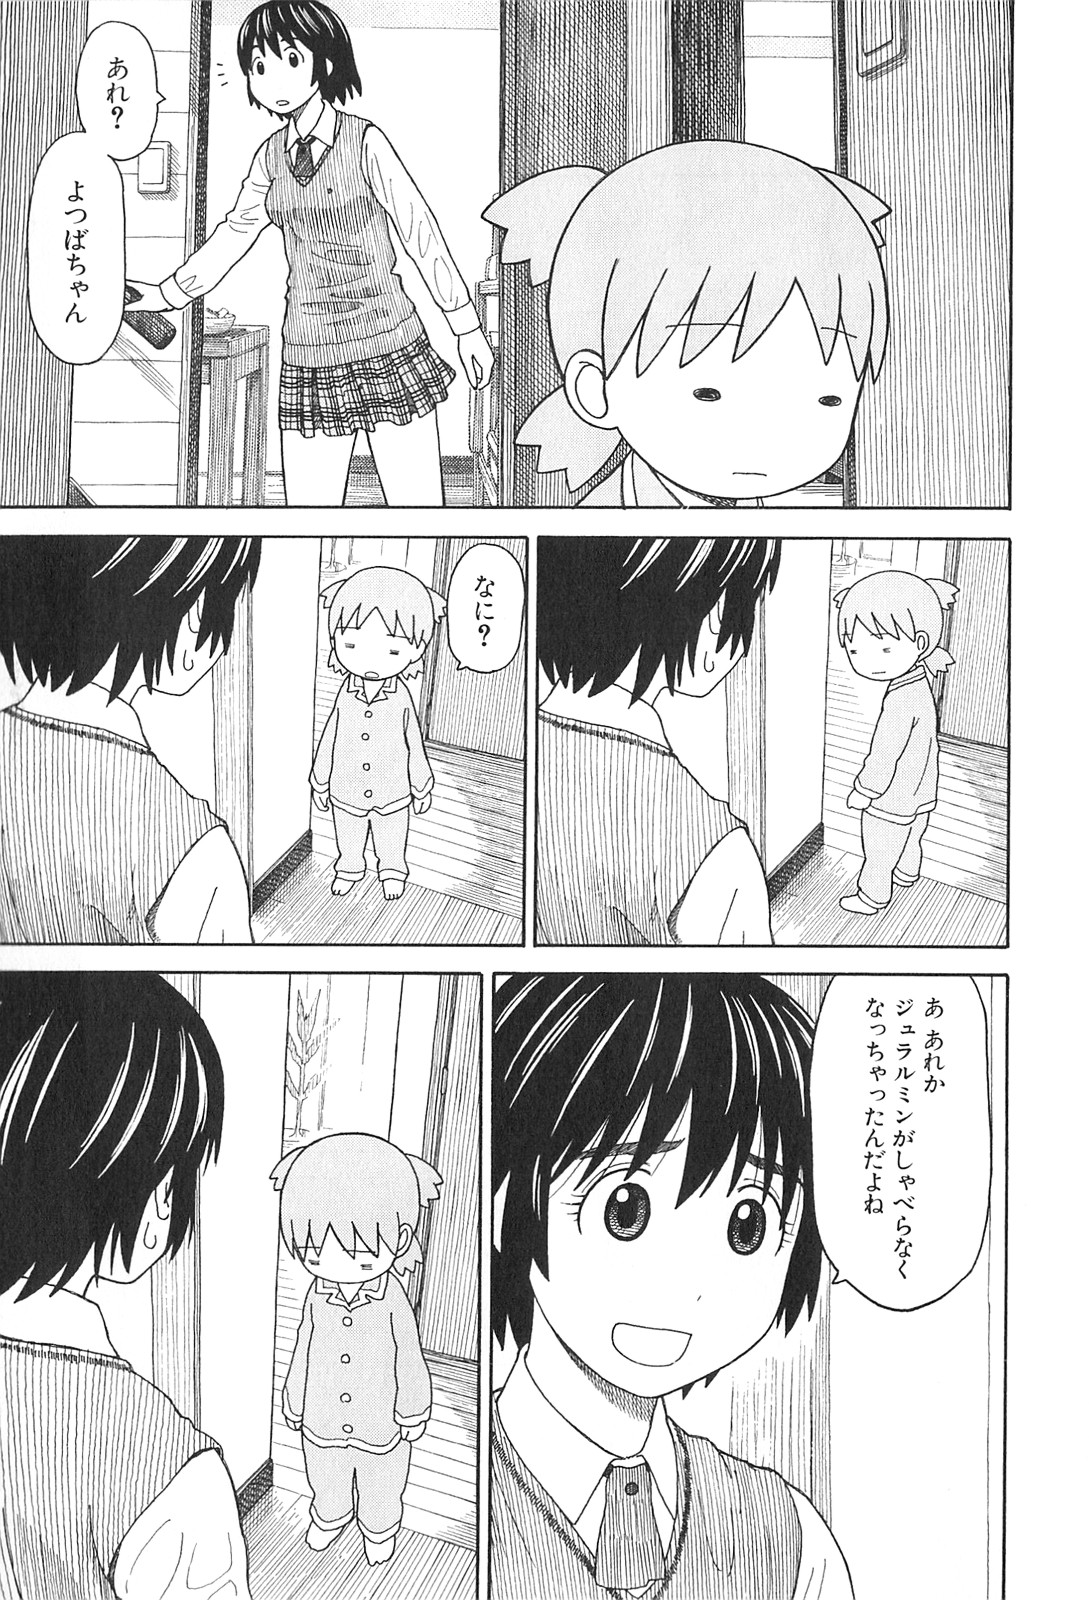 あれ？
よつばちゃん
なに？
あ あれか
ジュラルミンがしゃべらなく
なっちゃったんだよね